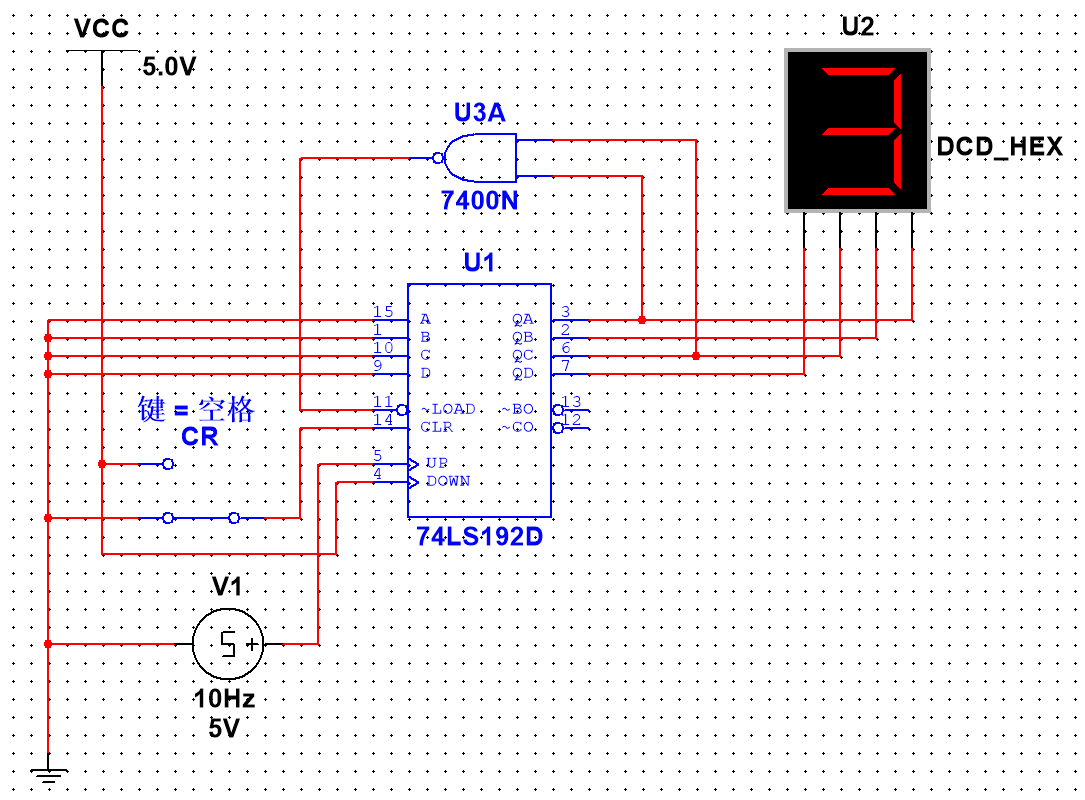 VCC
5.0V
U2
DCD_HEX
3
U3A
7400N
U1
15 A QA 3
1 B QB 2
10 C QC 6
9 D QD 7
11 ~LOAD ~BO 13
14 CLR ~CO 12
5 UP
4 DOWN
74LS192D
键 = 空格
CR
V1
+
10Hz
5V